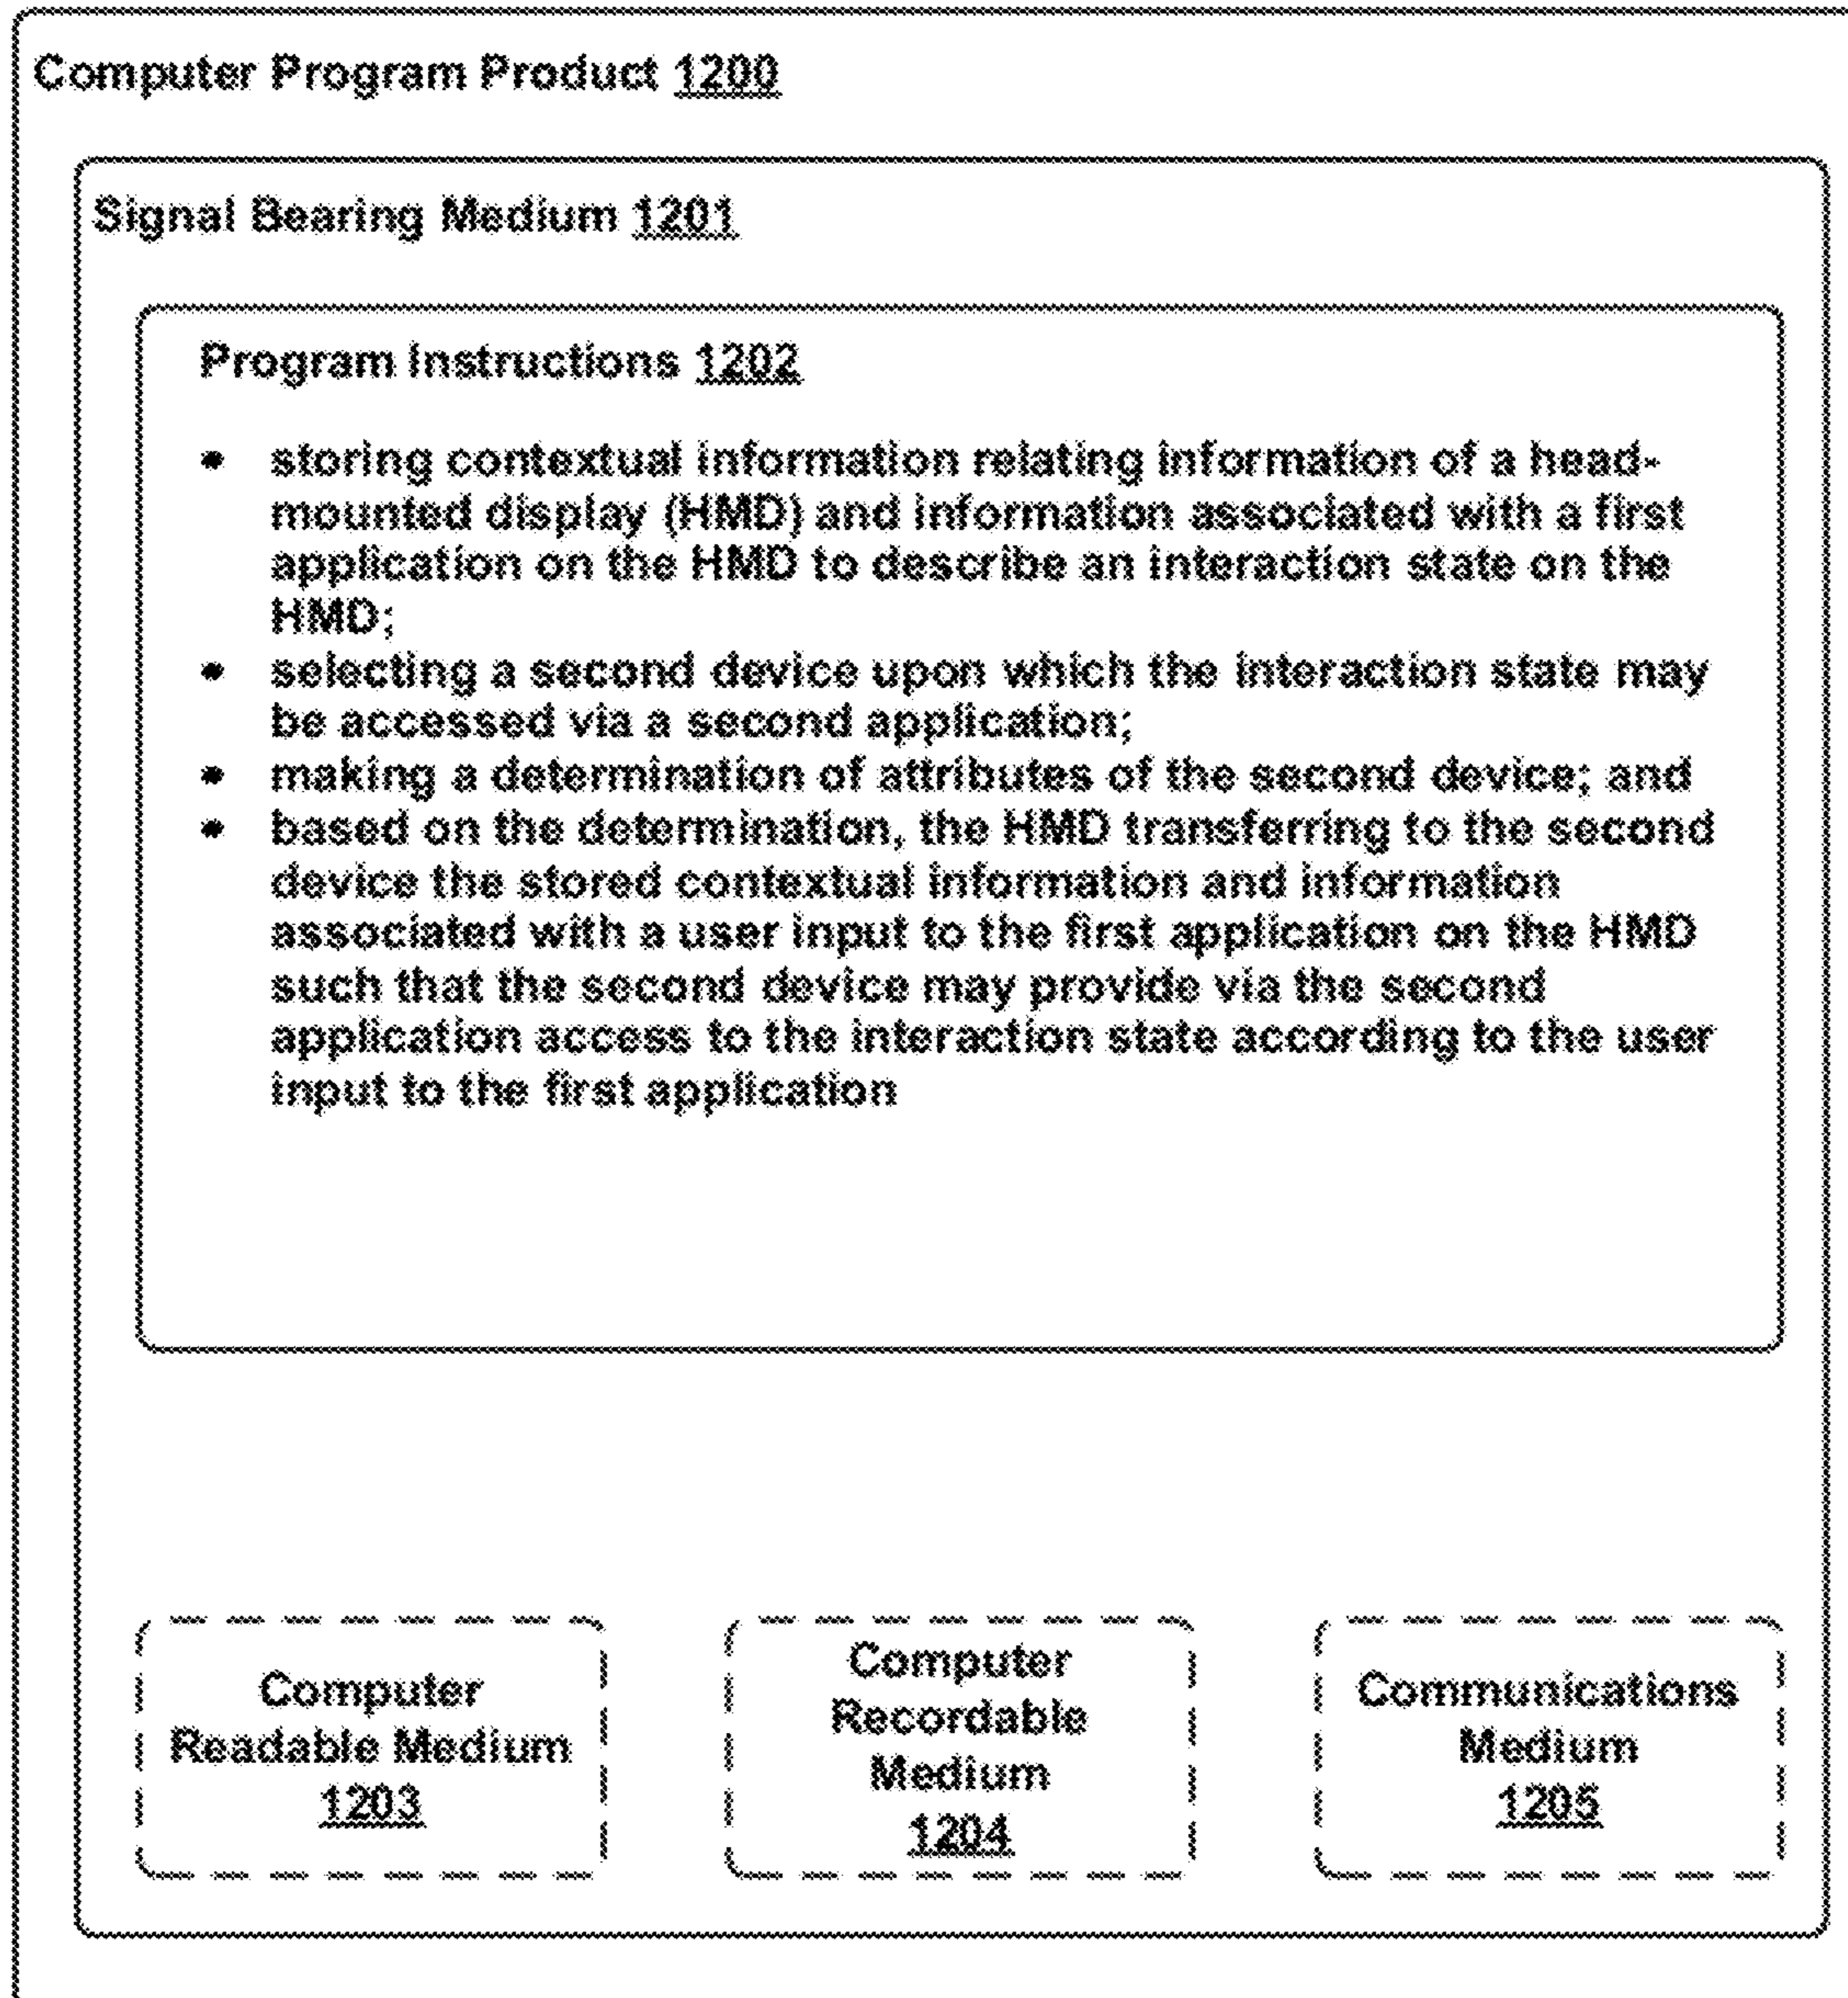 Computer Program Product 1200
Signal Bearing Medium 1201
Program Instructions 1202
• storing contextual information relating information of a head-
mounted display (HMD) and information associated with a first
application on the HMD to describe an interaction state on the
HMD;
• selecting a second device upon which the interaction state may
be accessed via a second application;
• making a determination of attributes of the second device; and
• based on the determination, the HMD transferring to the second
device the stored contextual information and information
associated with a user input to the first application on the HMD
such that the second device may provide via the second
application access to the interaction state according to the user
input to the first application
Computer
Readable Medium
1203
Computer
Recordable
Medium
1204
Communications
Medium
1205